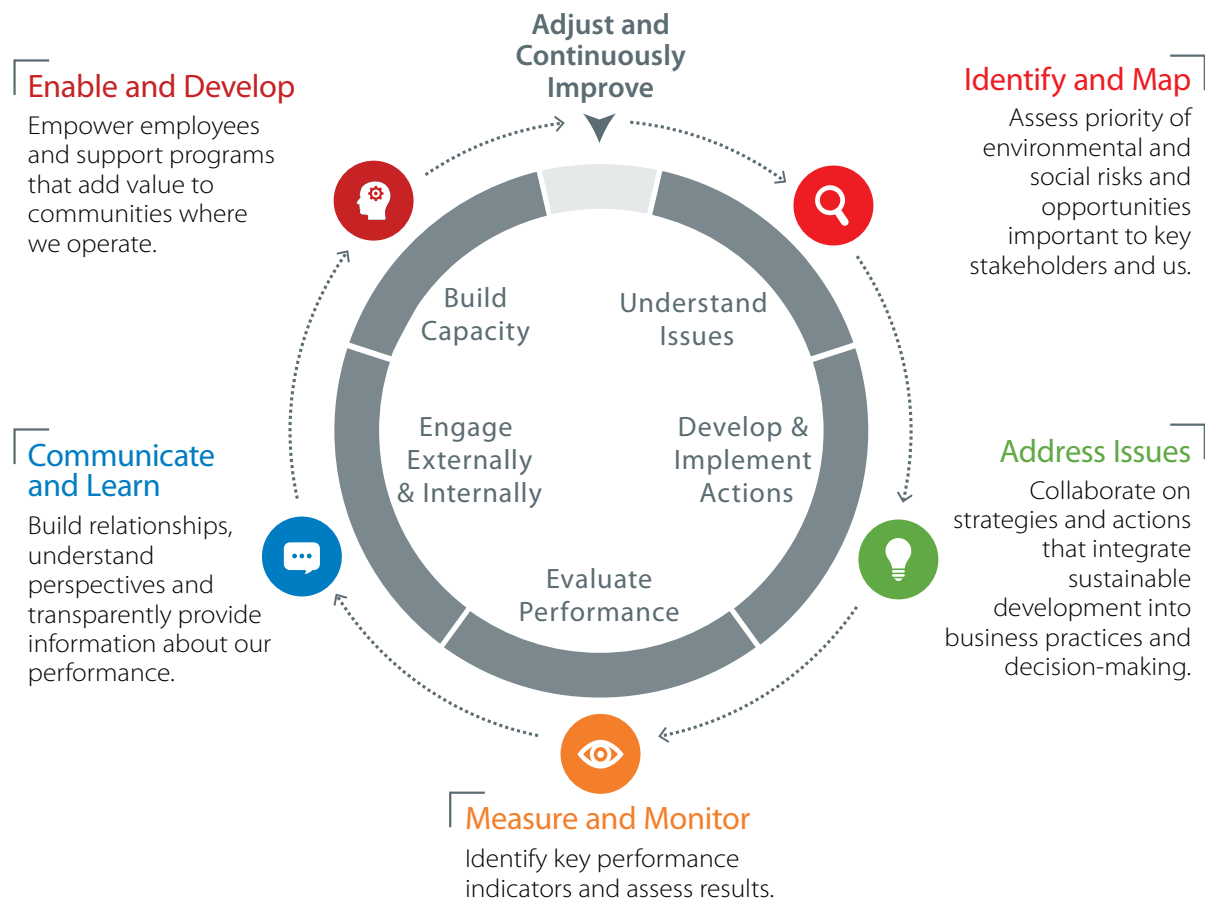 Adjust and
Continuously
Improve
Identify and Map
Assess priority of
environmental and
social risks and
opportunities
important to key
stakeholders and us.
Address Issues
Collaborate on
strategies and actions
that integrate
sustainable
development into
business practices and
decision-making.
Measure and Monitor
Identify key performance
indicators and assess results.
Communicate
and Learn
Build relationships,
understand
perspectives and
transparently provide
information about our
performance.
Enable and Develop
Empower employees
and support programs
that add value to
communities where
we operate.
Understand
Issues
Develop &
Implement
Actions
Evaluate
Performance
Engage
Externally
& Internally
Build
Capacity